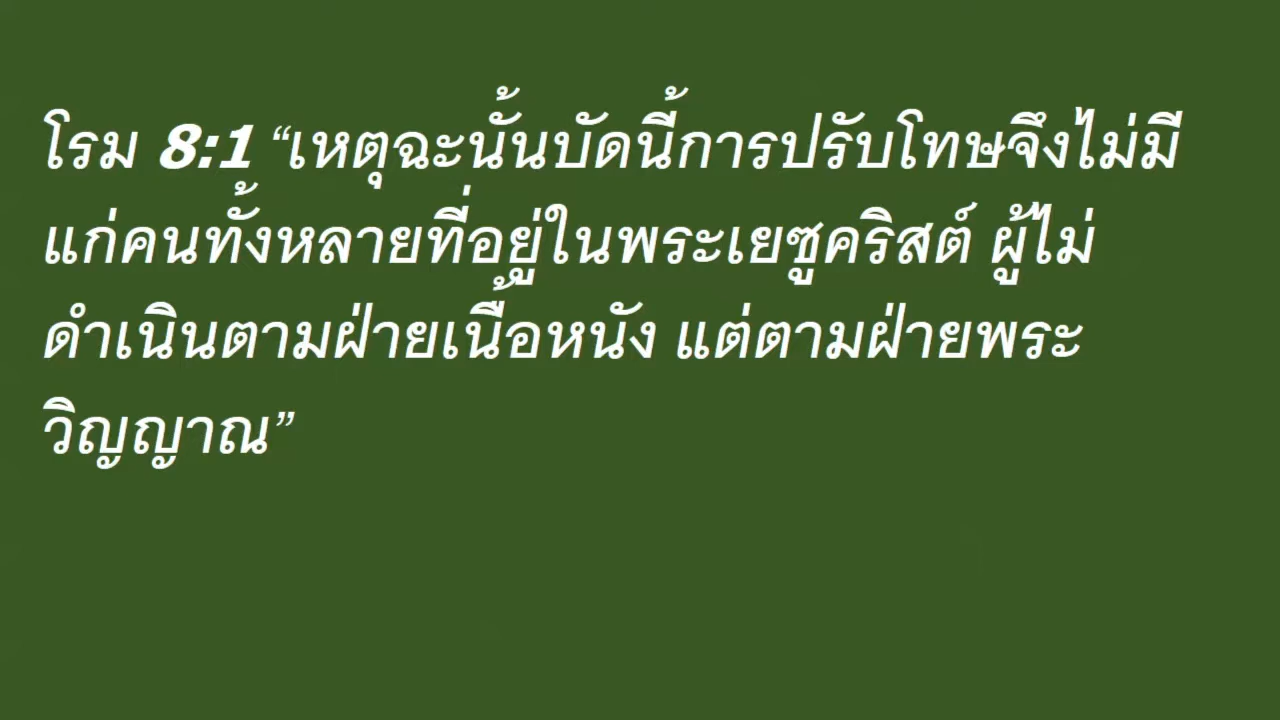 โรม 8:1 “เหตุฉะนั้นบัดนี้การปรับโทษจึงไม่มี
แก่คนทั้งหลายที่อยู่ในพระเยซูคริสต์ ผู้ไม่
ดำเนินตามฝ่ายเนื้อหนัง แต่ตามฝ่ายพระ
วิญญาณ”